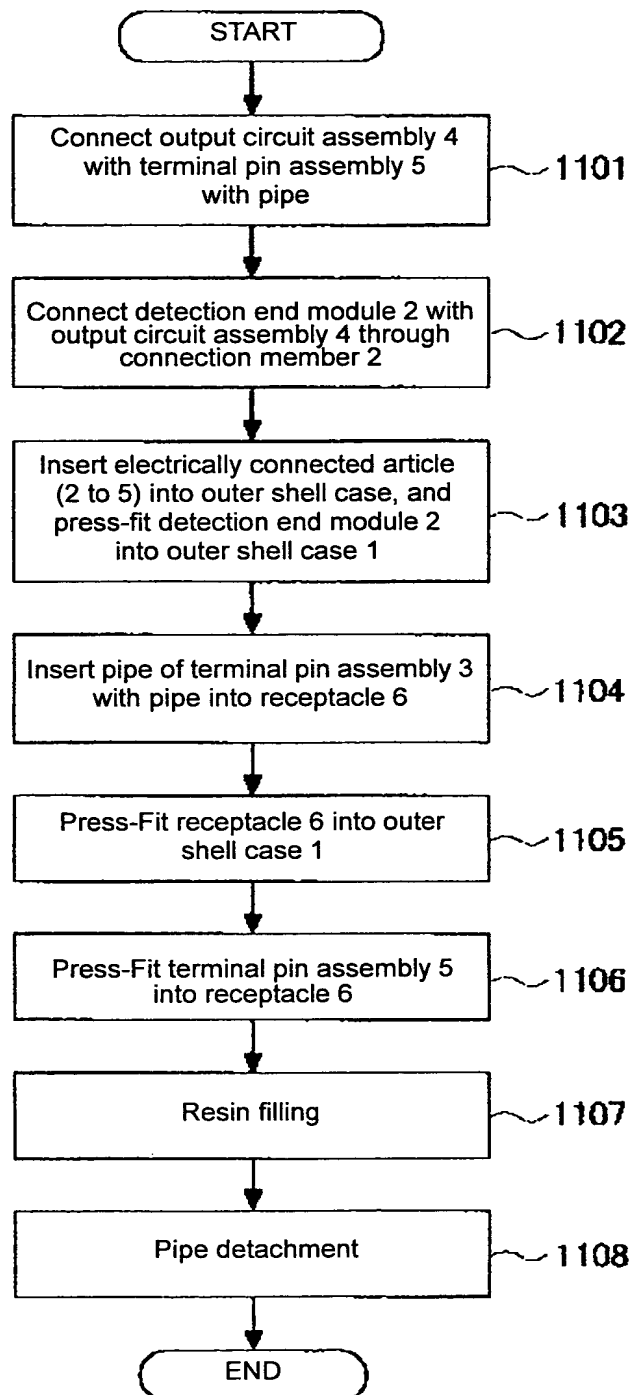 START
Connect output circuit assembly 4
with terminal pin assembly 5
with pipe
1101
Connect detection end module 2 with
output circuit assembly 4 through
connection member 2
1102
Insert electrically connected article
(2 to 5) into outer shell case, and
press-fit detection end module 2
into outer shell case 1
1103
Insert pipe of terminal pin assembly 3
with pipe into receptacle 6
1104
Press-Fit receptacle 6 into outer
shell case 1
1105
Press-Fit terminal pin assembly 5
into receptacle 6
1106
Resin filling
1107
Pipe detachment
1108
END